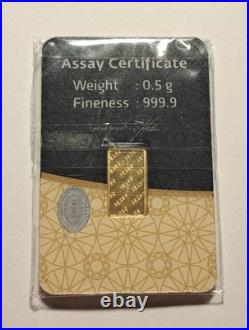 Assay Certificate
Weight : 0.5 g
Fineness : 999.9